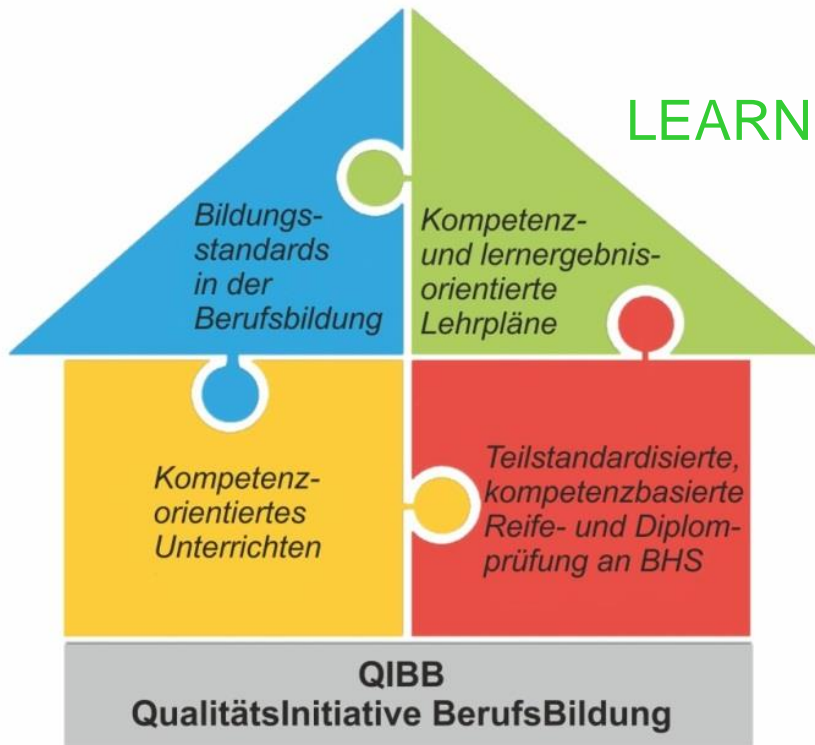 LEARN
Bildungs-
standards
in der
Berufsbildung
Kompetenz-
und lernergebnis-
orientierte
Lehrpläne
Kompetenz-
orientiertes
Unterrichten
Teilstandardisierte,
kompetenzbasierte
Reife- und Diplom-
prüfung an BHS
QIBB
QualitätsInitiative BerufsBildung